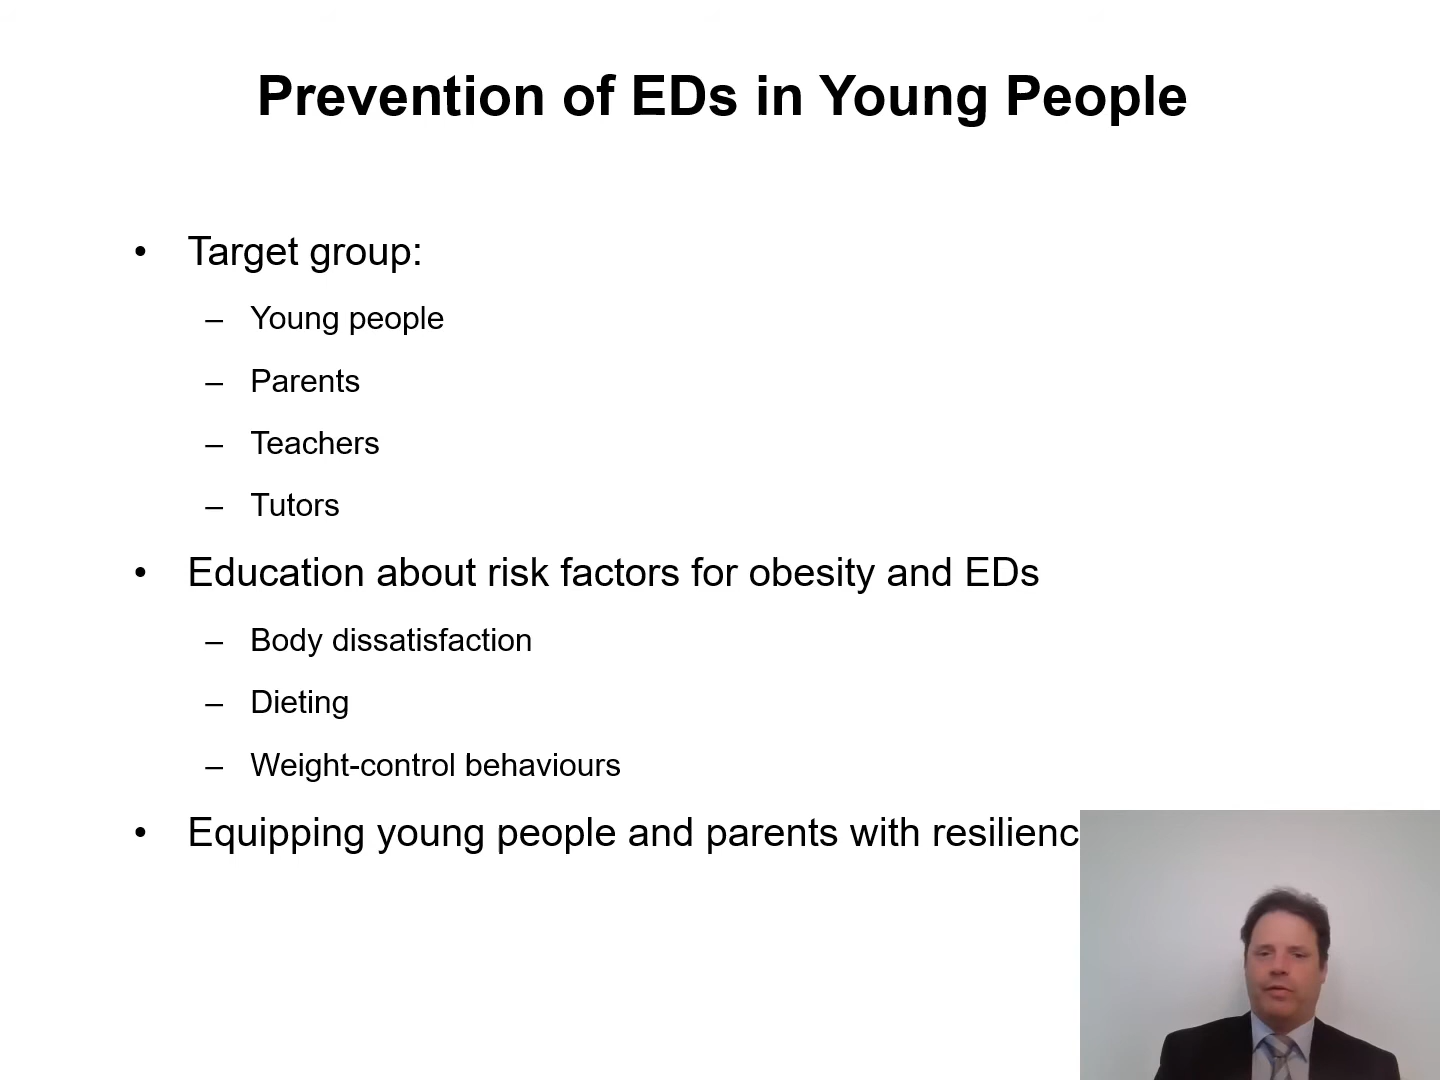 Prevention of EDs in Young People
• Target group:
– Young people
– Parents
– Teachers
– Tutors
• Education about risk factors for obesity and EDs
– Body dissatisfaction
– Dieting
– Weight-control behaviours
• Equipping young people and parents with resilienc